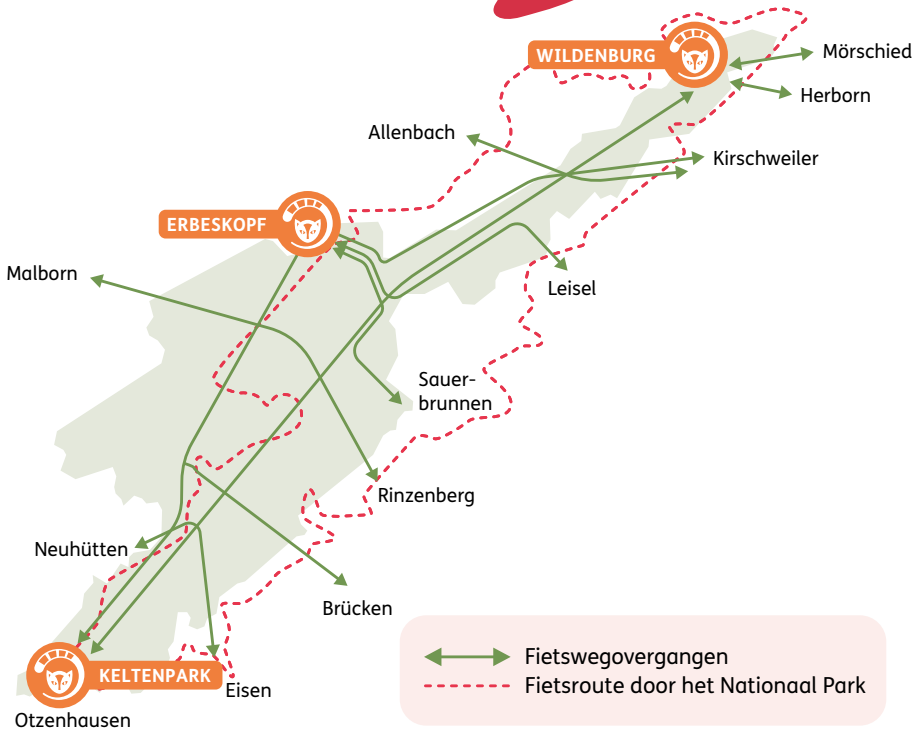 WILDENBURG
Mörschied
Herborn
Allenbach
Kirschweiler
ERBESKOPF
Malborn
Leisel
Sauer-
brunnen
Rinzenberg
Neuhütten
Brücken
KELTENPARK
Eisen
Otzenhausen
Fietswegovergangen
Fietsroute door het Nationaal Park